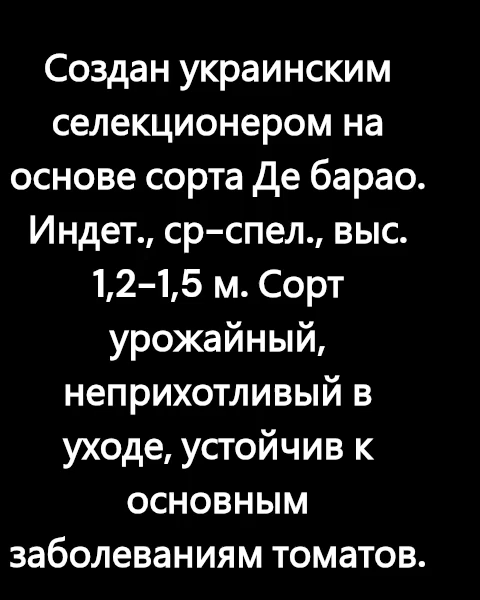 Создан украинским
селекционером на
основе сорта Де барао.
Индет., ср-спел., выс.
1,2-1,5 м. Сорт
урожайный,
неприхотливый в
уходе, устойчив к
основным
заболеваниям томатов.